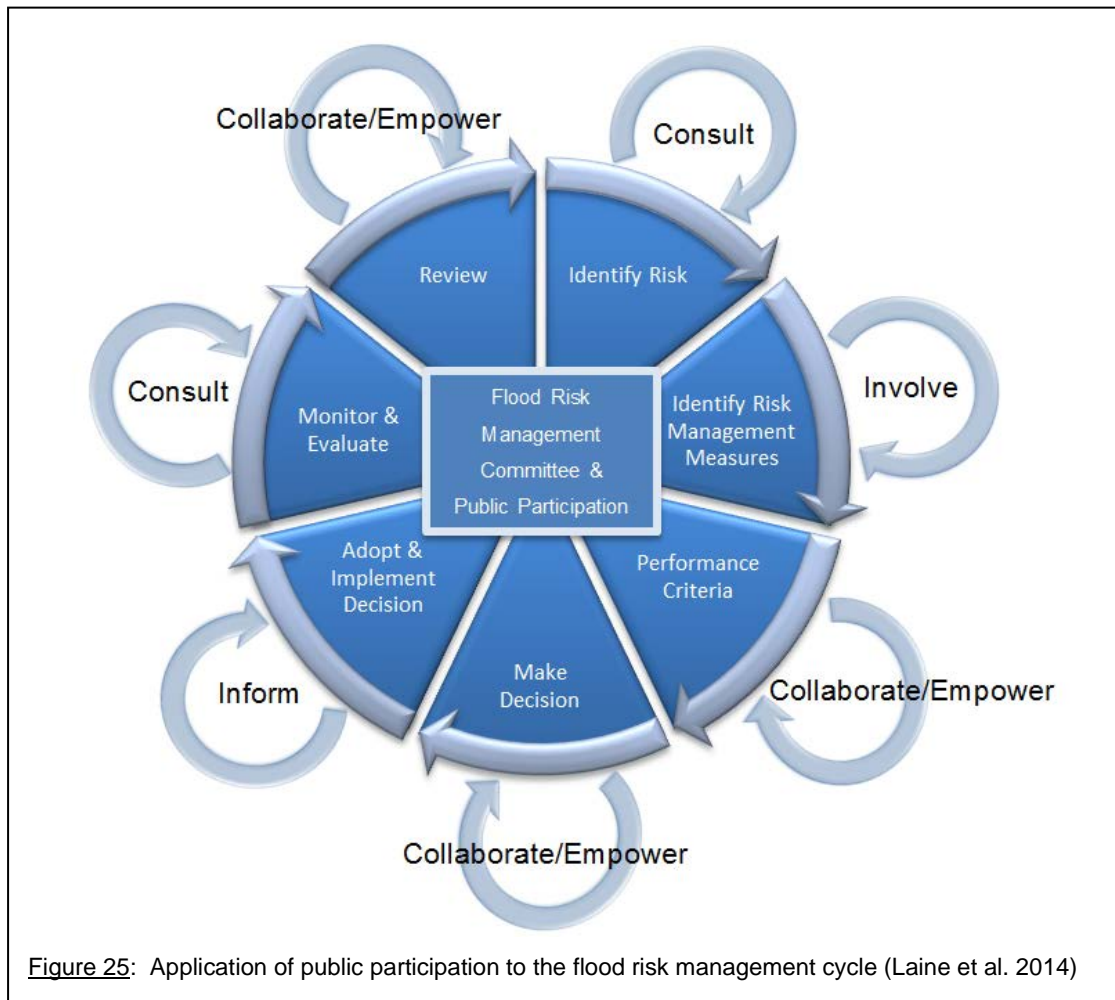 Collaborate/Empower
Consult
Review
Identify Risk
Consult
Monitor &
Evaluate
Flood Risk
Management
Committee &
Public Participation
Identify Risk
Management
Measures
Involve
Adopt &
Implement
Decision
Performance
Criteria
Inform
Make
Decision
Collaborate/Empower
Collaborate/Empower
Figure 25: Application of public participation to the flood risk management cycle (Laine et al. 2014)